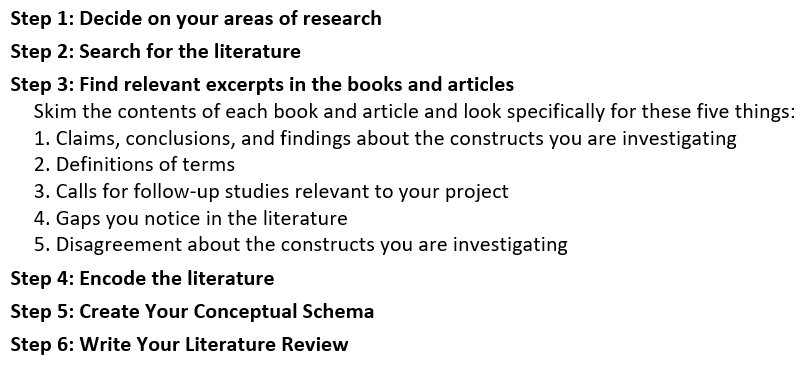 Step 1: Decide on your areas of research
Step 2: Search for the literature
Step 3: Find relevant excerpts in the books and articles
Skim the contents of each book and article and look specifically for these five things:
1. Claims, conclusions, and findings about the constructs you are investigating
2. Definitions of terms
3. Calls for follow-up studies relevant to your project
4. Gaps you notice in the literature
5. Disagreement about the constructs you are investigating
Step 4: Encode the literature
Step 5: Create Your Conceptual Schema
Step 6: Write Your Literature Review